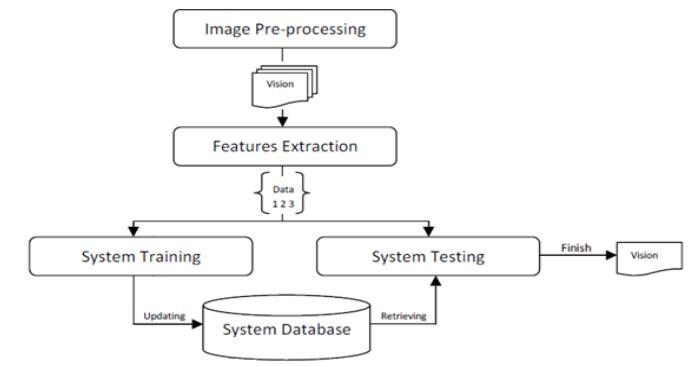 Image Pre-processing
Vision
Features Extraction
Data
1 2 3
System Training
System Testing
Finish
Vision
Updating
System Database
Retrieving